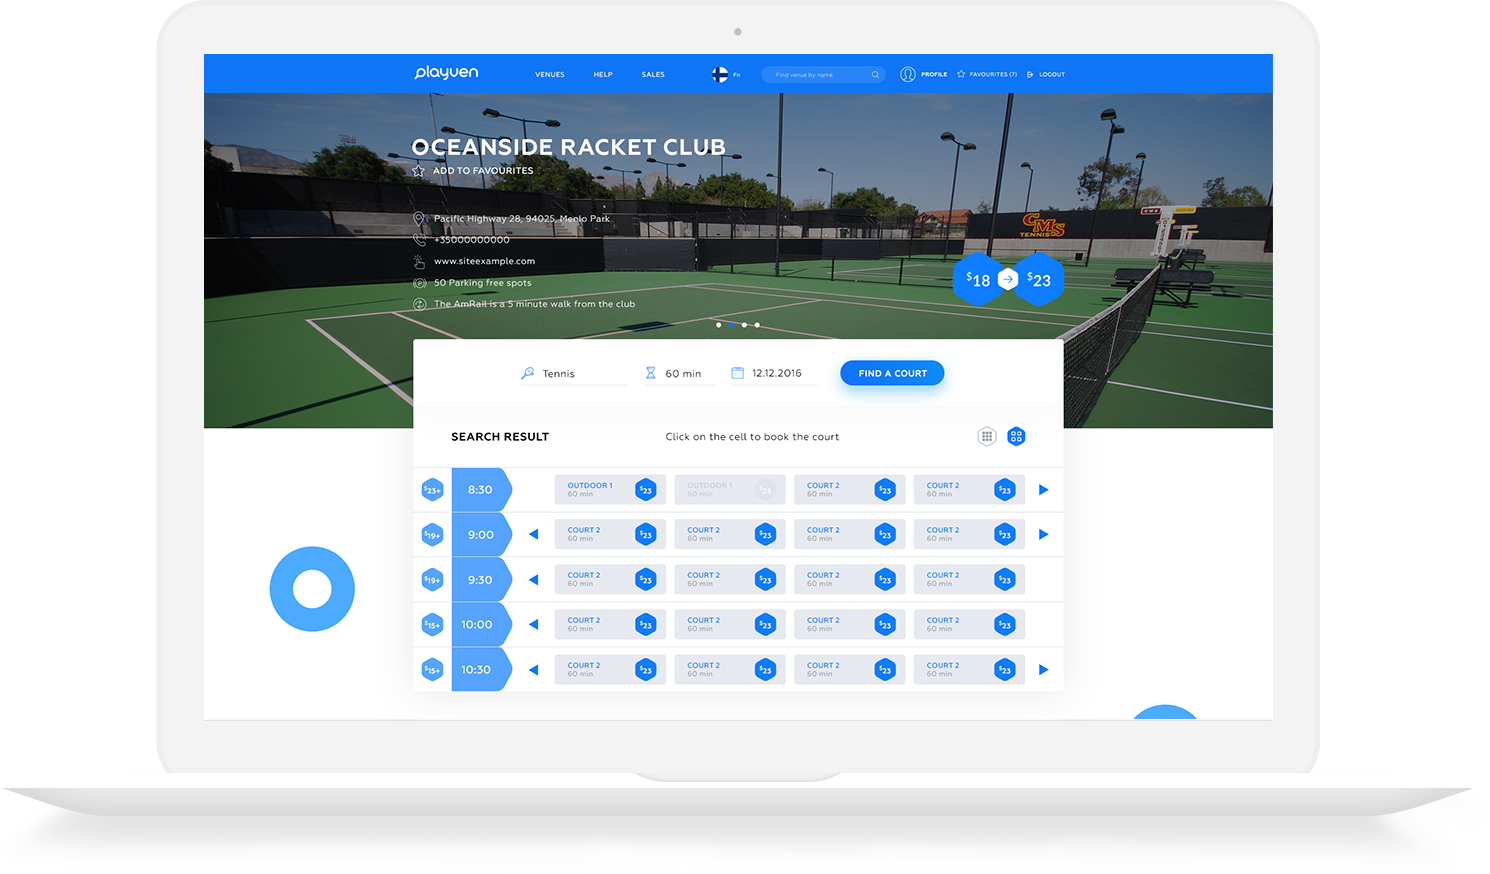 playven VENUES HELP SALES Fn Find venue by name PROFILE FAVOURITES (7) LOGOUT
OCEANSIDE RACKET CLUB
ADD TO FAVOURITES
Pacific Highway 28, 94025, Menlo Park
+35000000000
www.siteexample.com
50 Parking free spots
The AmRail is a 5 minute walk from the club
CMS
TENNIS
$18 $23
Tennis 60 min 12.12.2016 FIND A COURT
SEARCH RESULT Click on the cell to book the court
$23+ 8:30 OUTDOOR 1 $23 OUTDOOR 1 $23 COURT 2 $23 COURT 2 $23
60 min 60 min 60 min 60 min
$19+ 9:00 COURT 2 $23 COURT 2 $23 COURT 2 $23 COURT 2 $23
60 min 60 min 60 min 60 min
$19+ 9:30 COURT 2 $23 COURT 2 $23 COURT 2 $23 COURT 2 $23
60 min 60 min 60 min 60 min
$15+ 10:00 COURT 2 $23 COURT 2 $23 COURT 2 $23 COURT 2 $23
60 min 60 min 60 min 60 min
$15+ 10:30 COURT 2 $23 COURT 2 $23 COURT 2 $23 COURT 2 $23
60 min 60 min 60 min 60 min